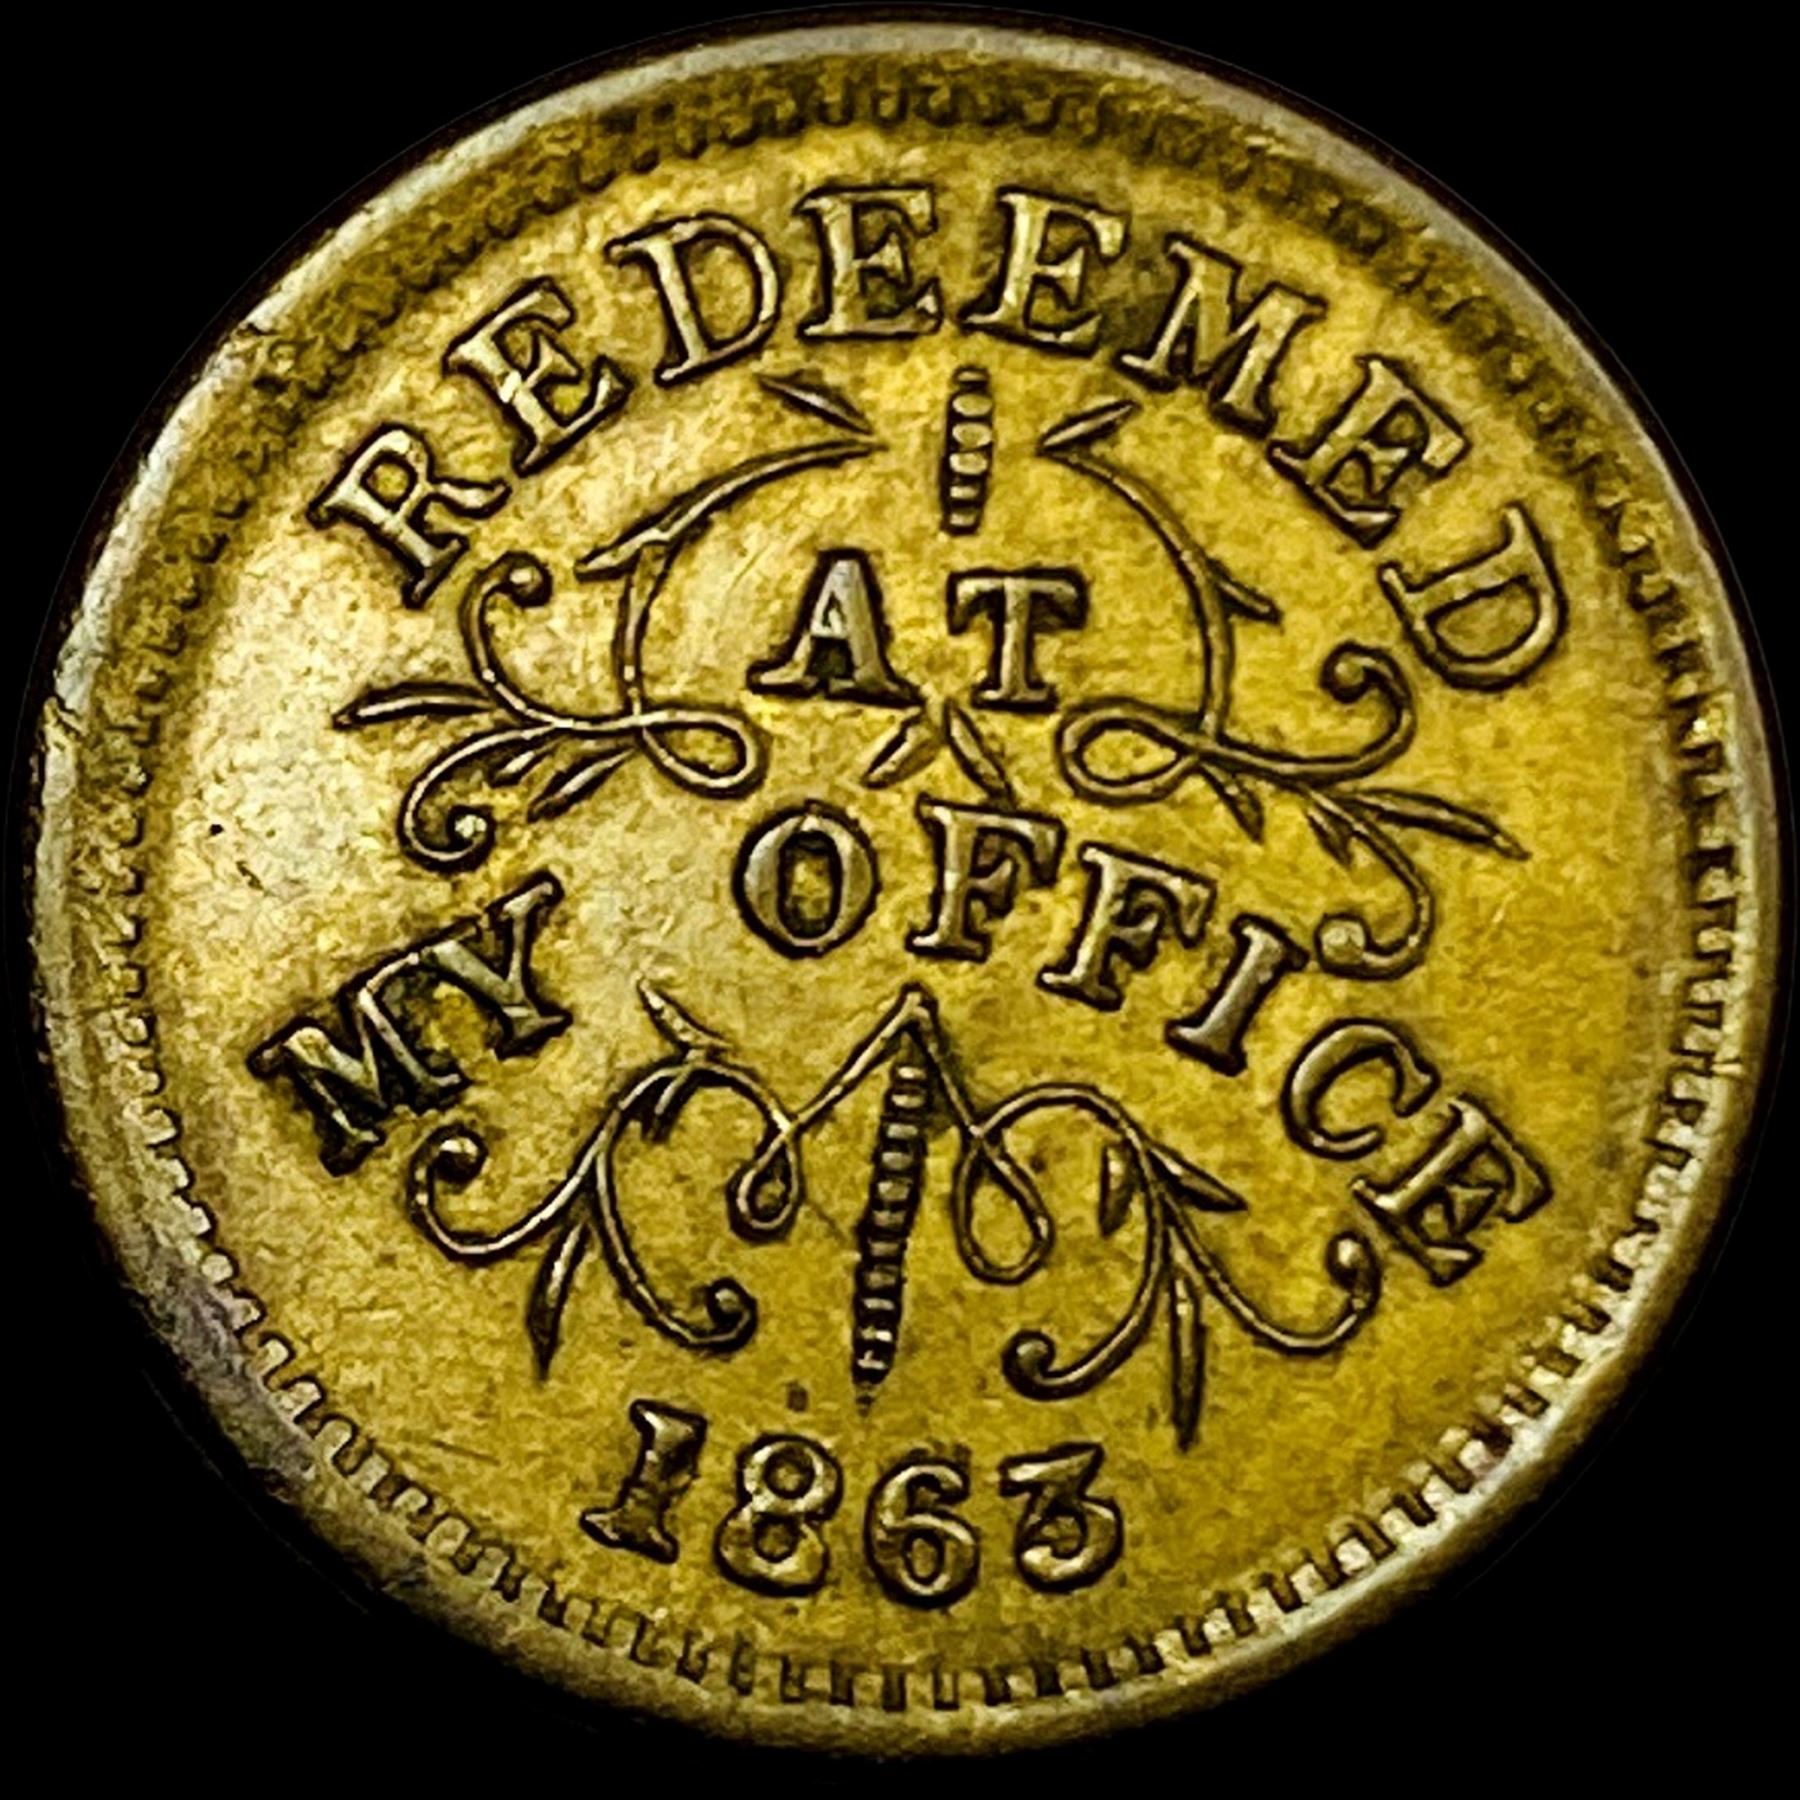 REDEEMED
AT
MY OFFICE
1863